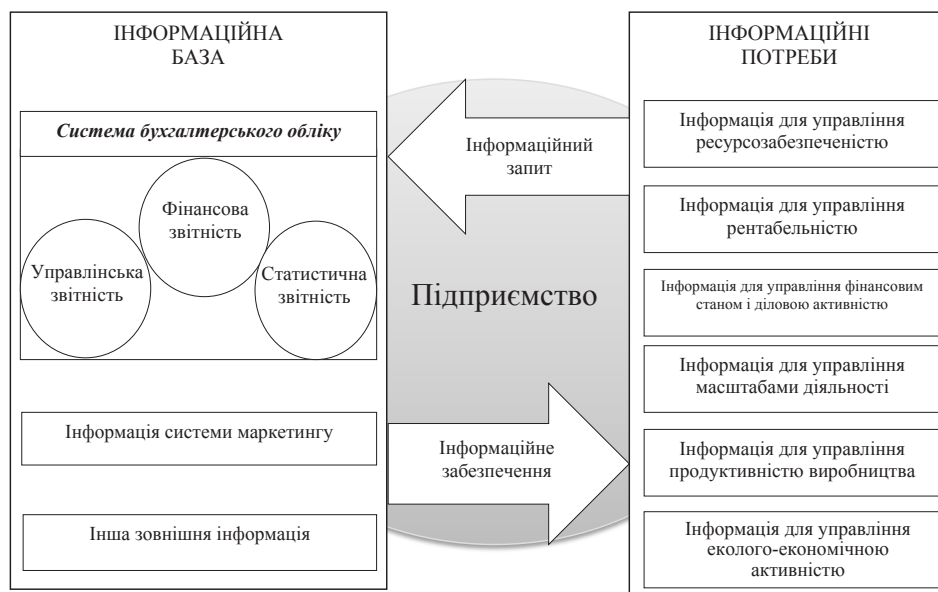 ІНФОРМАЦІЙНА
БАЗА
Система бухгалтерського обліку
Фінансова
звітність
Управлінська
звітність
Статистична
звітність
Інформація системи маркетингу
Інша зовнішня інформація
Інформаційний
запит
Підприємство
Інформаційне
забезпечення
ІНФОРМАЦІЙНІ
ПОТРЕБИ
Інформація для управління
ресурсозабезпеченістю
Інформація для управління
рентабельністю
Інформація для управління фінансовим
станом і діловою активністю
Інформація для управління
масштабами діяльності
Інформація для управління
продуктивністю виробництва
Інформація для управління
еколого-економічною
активністю